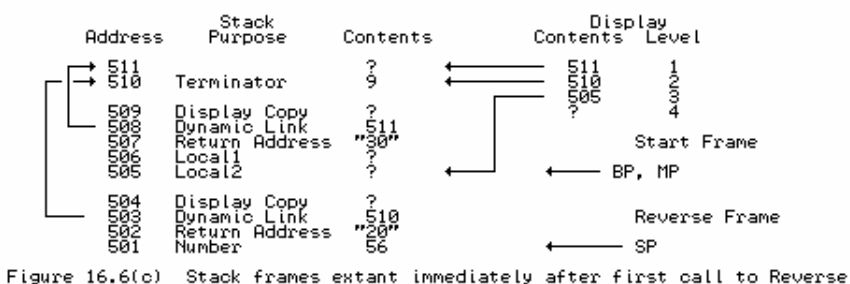 Stack Display
Address Purpose Contents Contents Level
511 ? 511 1
510 Terminator 9 510 2
505 3
509 Display Copy ? ? 4
508 Dynamic Link 511
507 Return Address "30" Start Frame
506 Local1 ?
505 Local2 ? BP, MP
504 Display Copy ?
503 Dynamic Link 510 Reverse Frame
502 Return Address "20"
501 Number 56 SP
Figure 16.6(c) Stack frames extant immediately after first call to Reverse